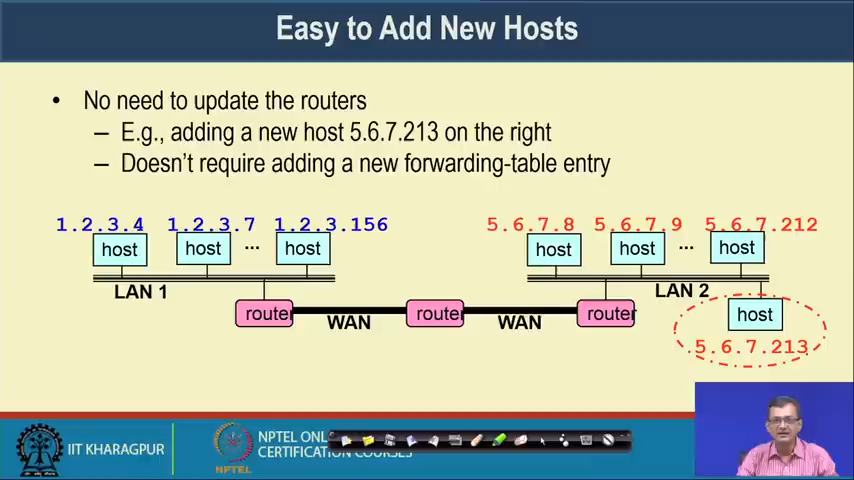 Easy to Add New Hosts
• No need to update the routers
– E.g., adding a new host 5.6.7.213 on the right
– Doesn't require adding a new forwarding-table entry
1.2.3.4 1.2.3.7 1.2.3.156 5.6.7.8 5.6.7.9 5.6.7.212
host host ... host host host ... host
LAN 1 LAN 2
router WAN router WAN router host
5.6.7.213
IIT KHARAGPUR
NPTEL
NPTEL ONL
CERTIFICATION COURSES